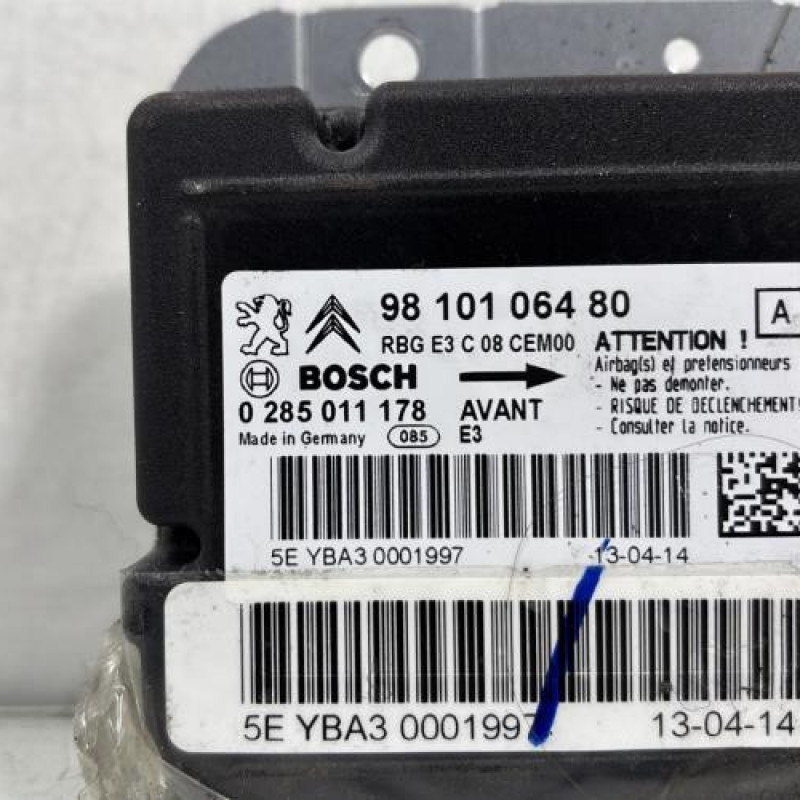 98 101 064 80
A
RBG E3 C 08 CEM00
ATTENTION !
Airbag(s) et pretensionneurs
BOSCH
- Ne pas demonter.
0 285 011 178
AVANT
- RISQUE DE DECLENCHEMENT!
Made in Germany
085
E3
- Consulter la notice.
5E YBA3 0001997
13-04-14
5E YBA3 0001997
13-04-14